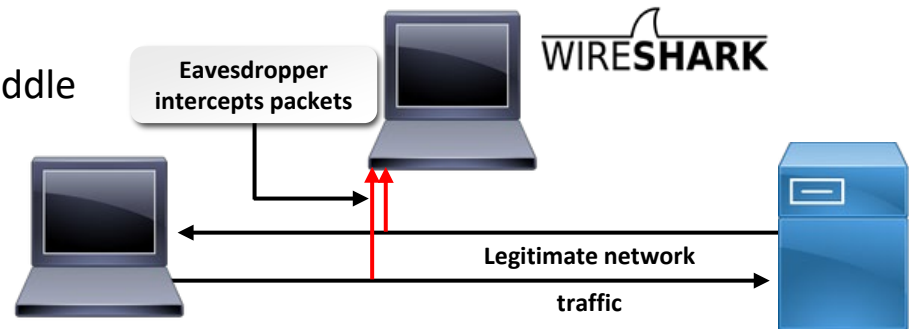 ddle
Eavesdropper
intercepts packets
WIRESHARK
Legitimate network
traffic